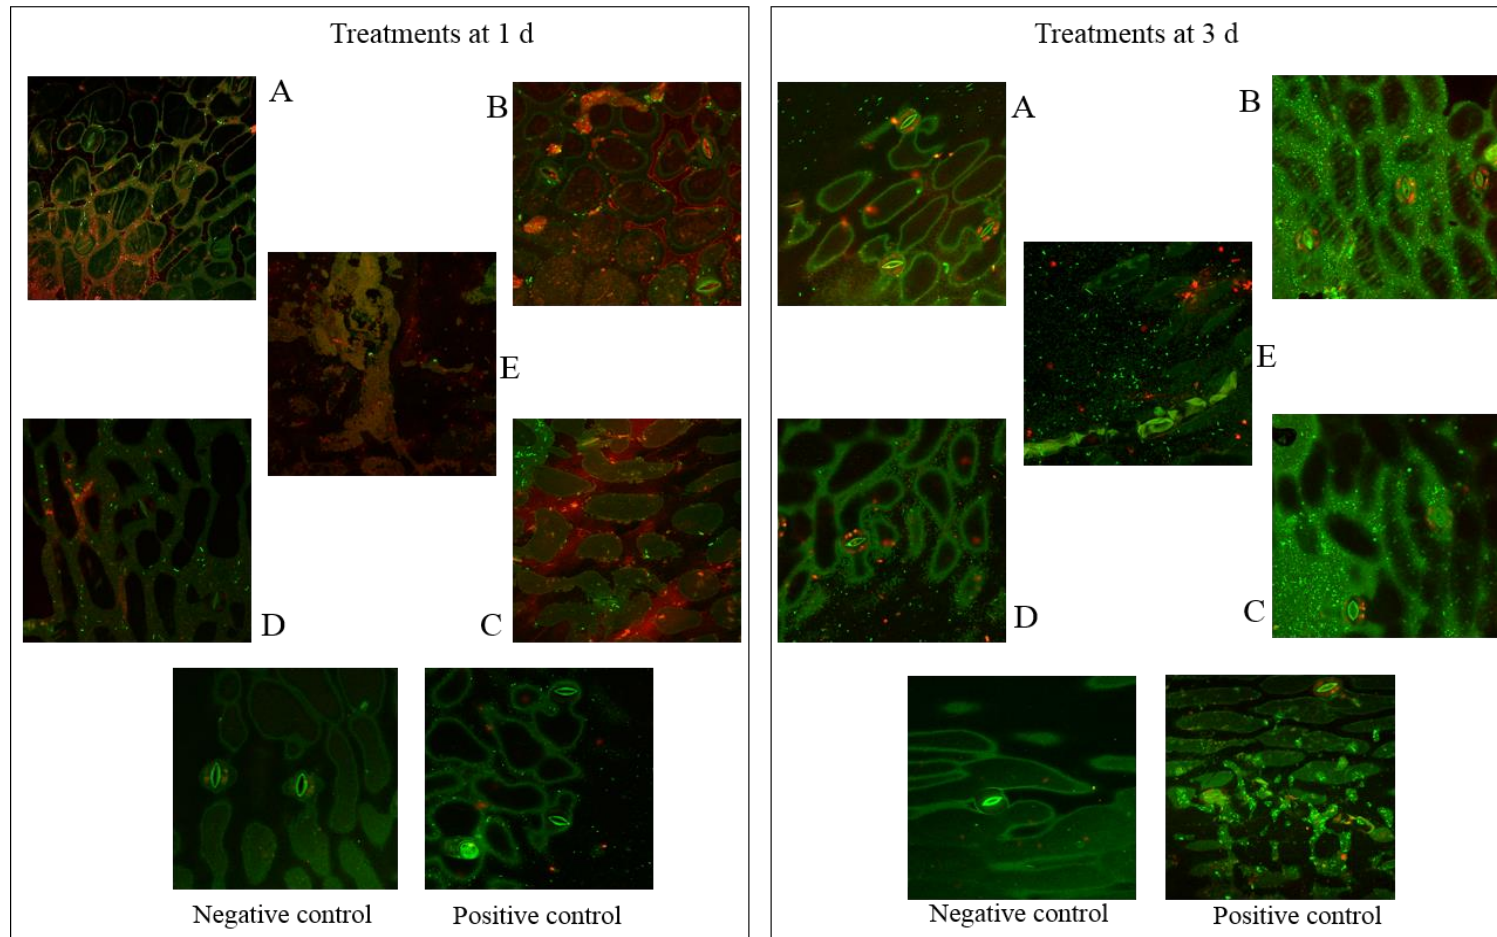 Treatments at 1 d
A
B
E
D
C
Negative control
Positive control
Treatments at 3 d
A
B
E
D
C
Negative control
Positive control